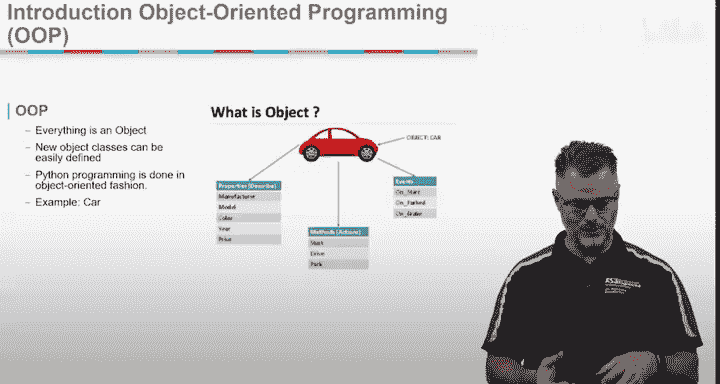 Introduction Object-Oriented Programming
(OOP)
OOP
– Everything is an Object
– New object classes can be
easily defined
– Python programming is done in
object-oriented fashion.
– Example: Car
What is Object ?
OBJECT: CAR
Properties (Describe)
Manufacturer
Model
Color
Year
Price
Methods (Actions)
Start
Drive
Park
Events
On_Start
On_Parked
On_Brake